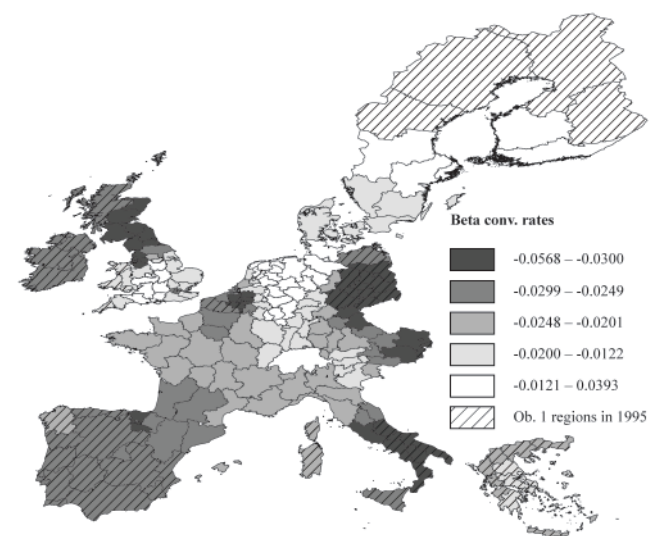 Beta conv. rates
-0.0568 – -0.0300
-0.0299 – -0.0249
-0.0248 – -0.0201
-0.0200 – -0.0122
-0.0121 – 0.0393
Ob. 1 regions in 1995